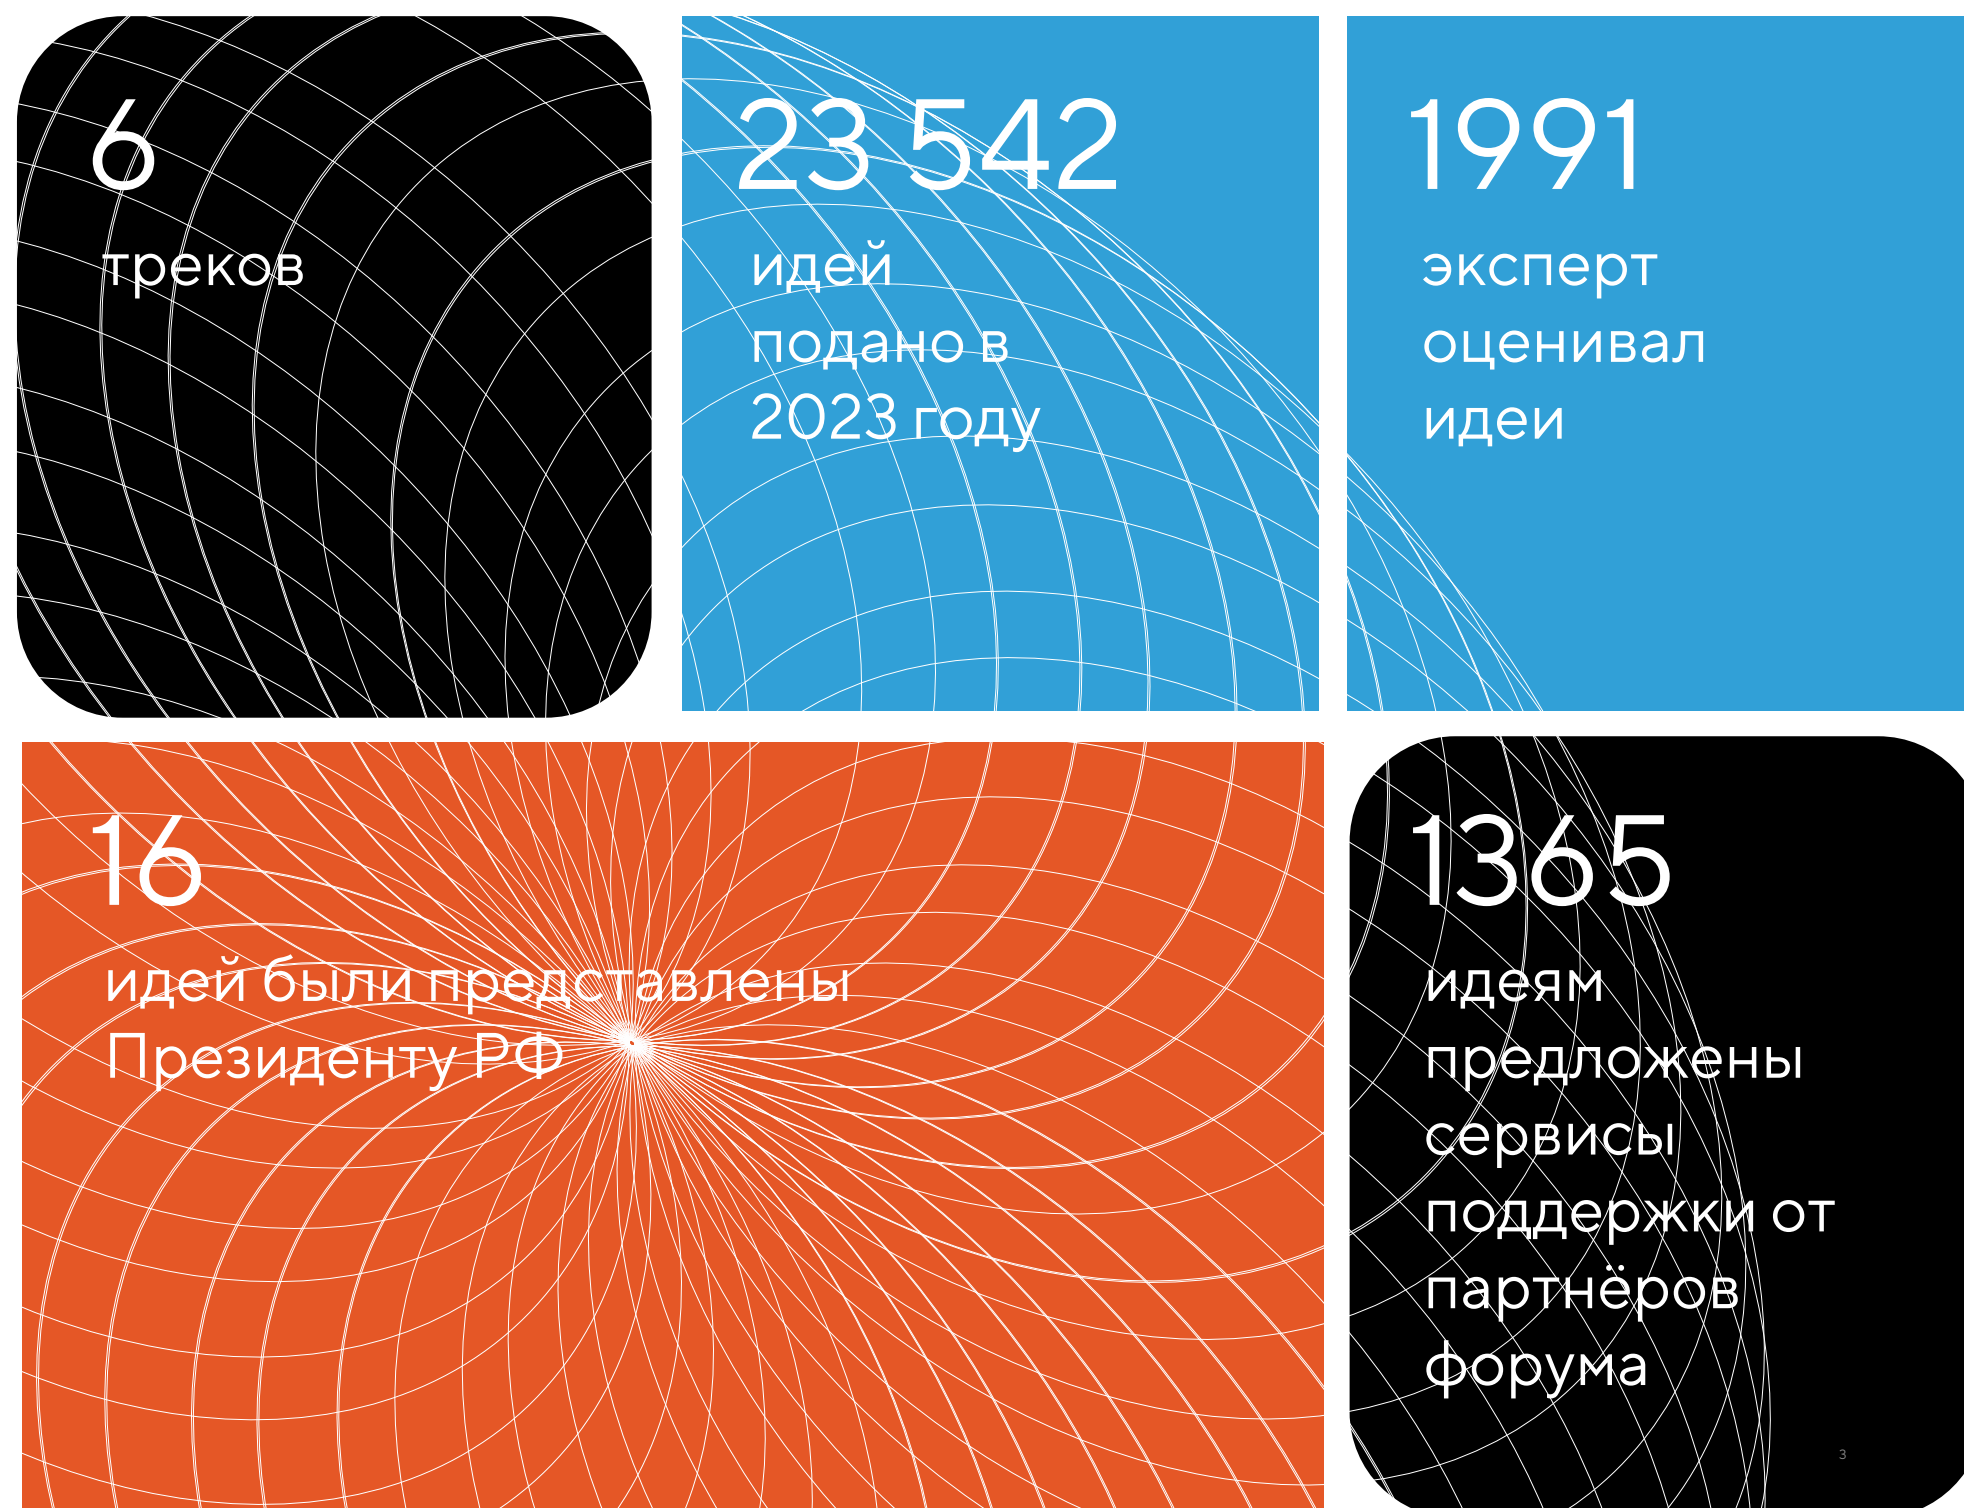 6
треков
23 542
идей
подано в
2023 году
1991
эксперт
оценивал
идеи
16
идей были представлены
Президенту РФ
1365
идеям
предложены
сервисы
поддержки от
партнёров
форума
3